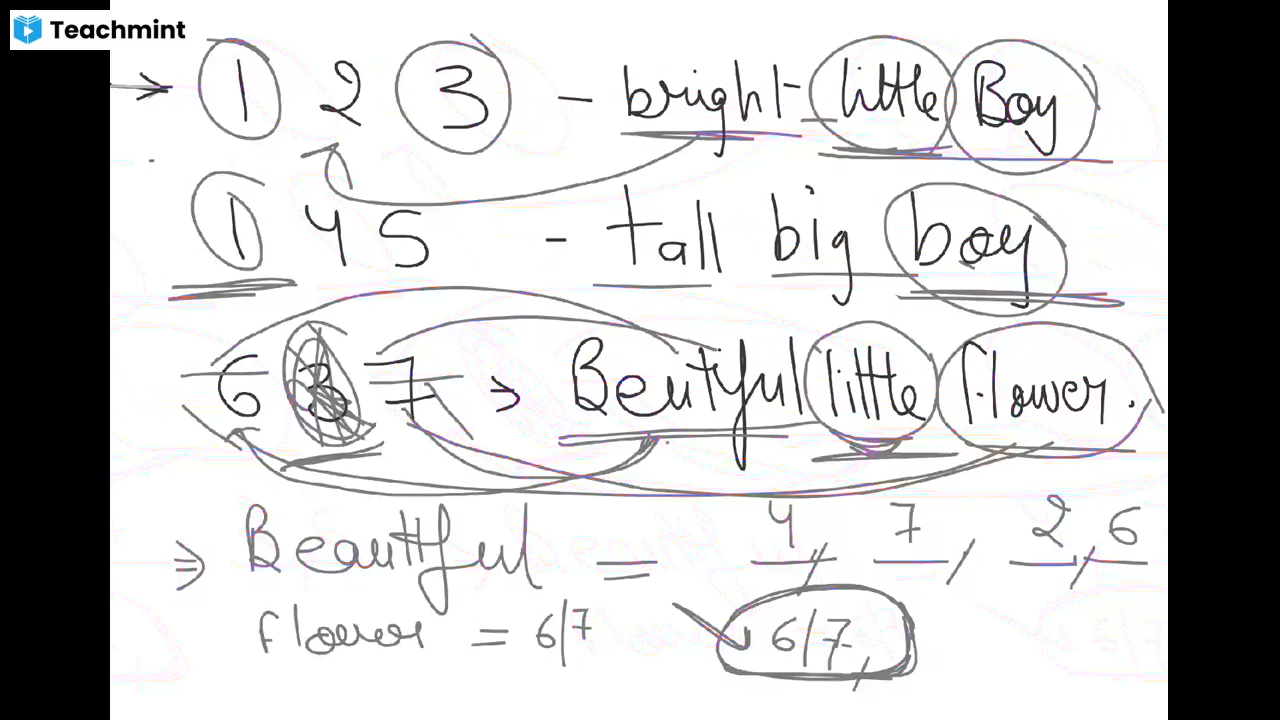 Teachmint
1 2 3 - bright little Boy
1 4 5 - tall big boy
6 3 7 => Beutyful little flower.
=> Beautiful = 4, 7, 2, 6
flower = 6/7 6/7